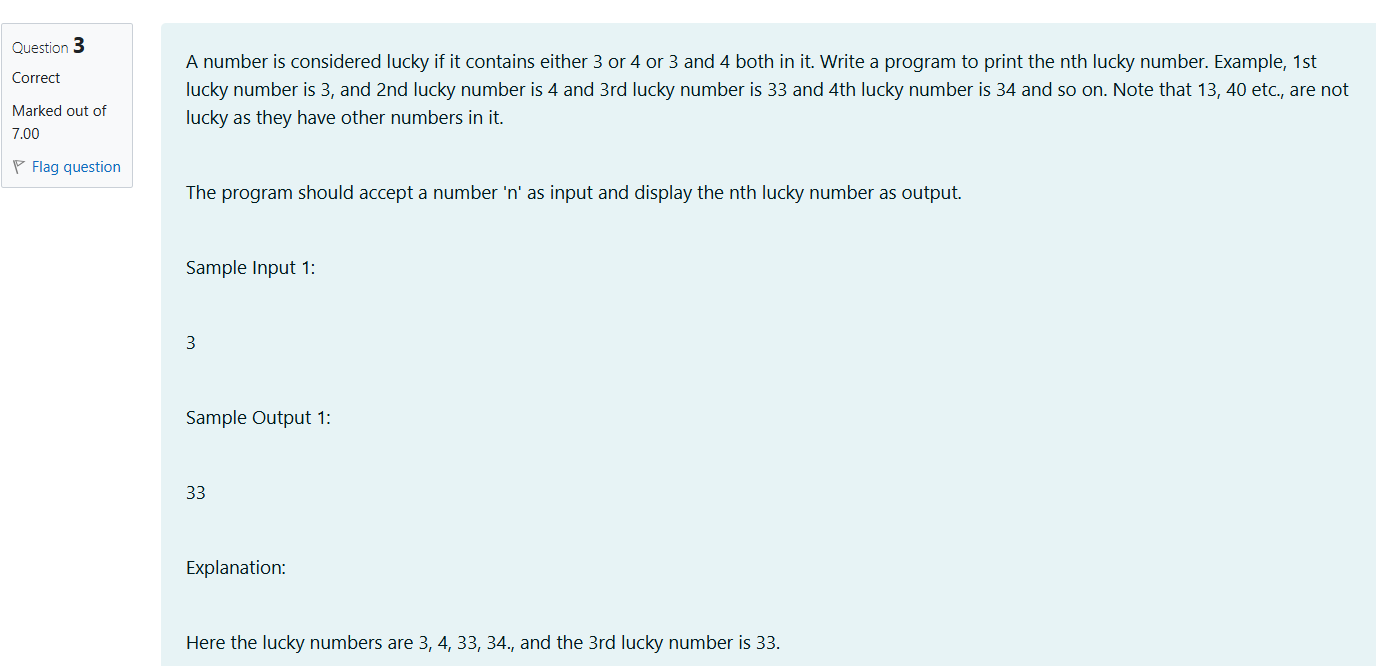 Question 3
Correct
Marked out of
7.00
Flag question
A number is considered lucky if it contains either 3 or 4 or 3 and 4 both in it. Write a program to print the nth lucky number. Example, 1st
lucky number is 3, and 2nd lucky number is 4 and 3rd lucky number is 33 and 4th lucky number is 34 and so on. Note that 13, 40 etc., are not
lucky as they have other numbers in it.
The program should accept a number 'n' as input and display the nth lucky number as output.
Sample Input 1:
3
Sample Output 1:
33
Explanation:
Here the lucky numbers are 3, 4, 33, 34., and the 3rd lucky number is 33.